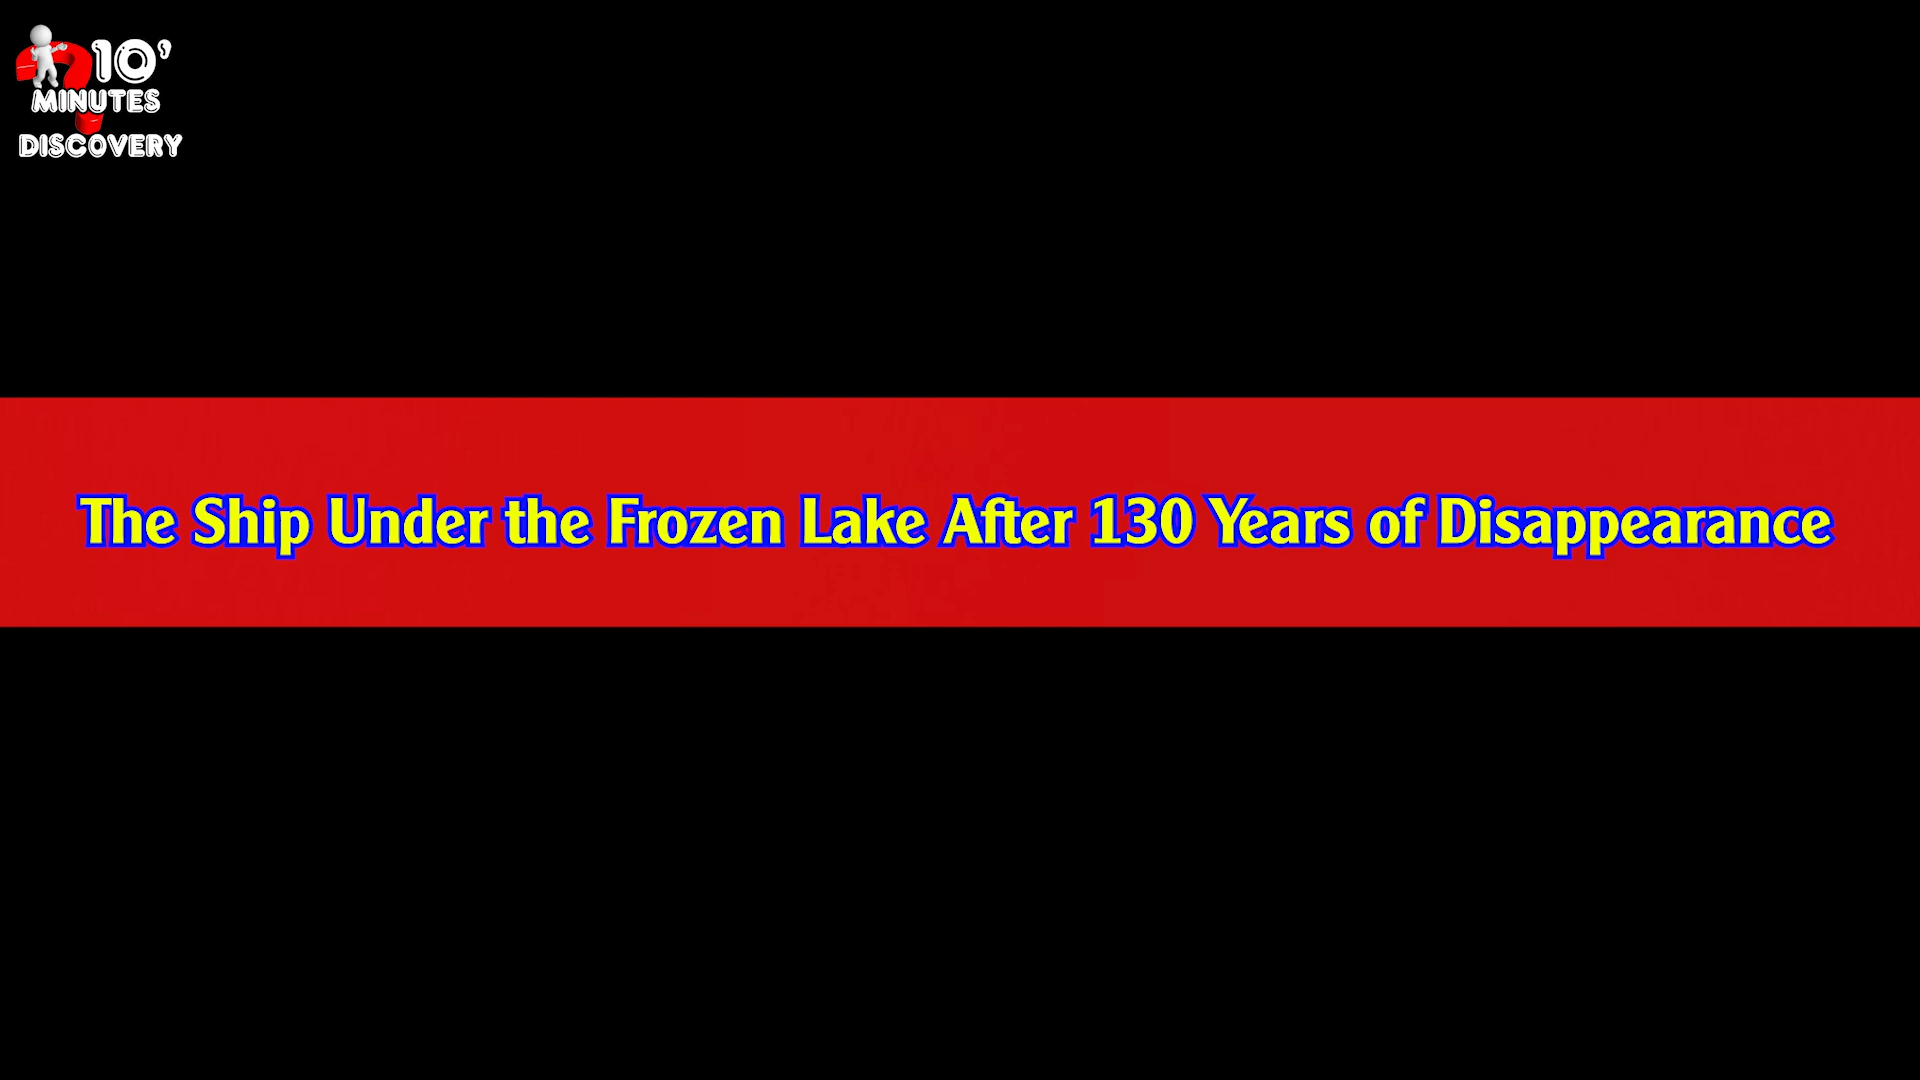 10'
MINUTES
DISCOVERY
The Ship Under the Frozen Lake After 130 Years of Disappearance